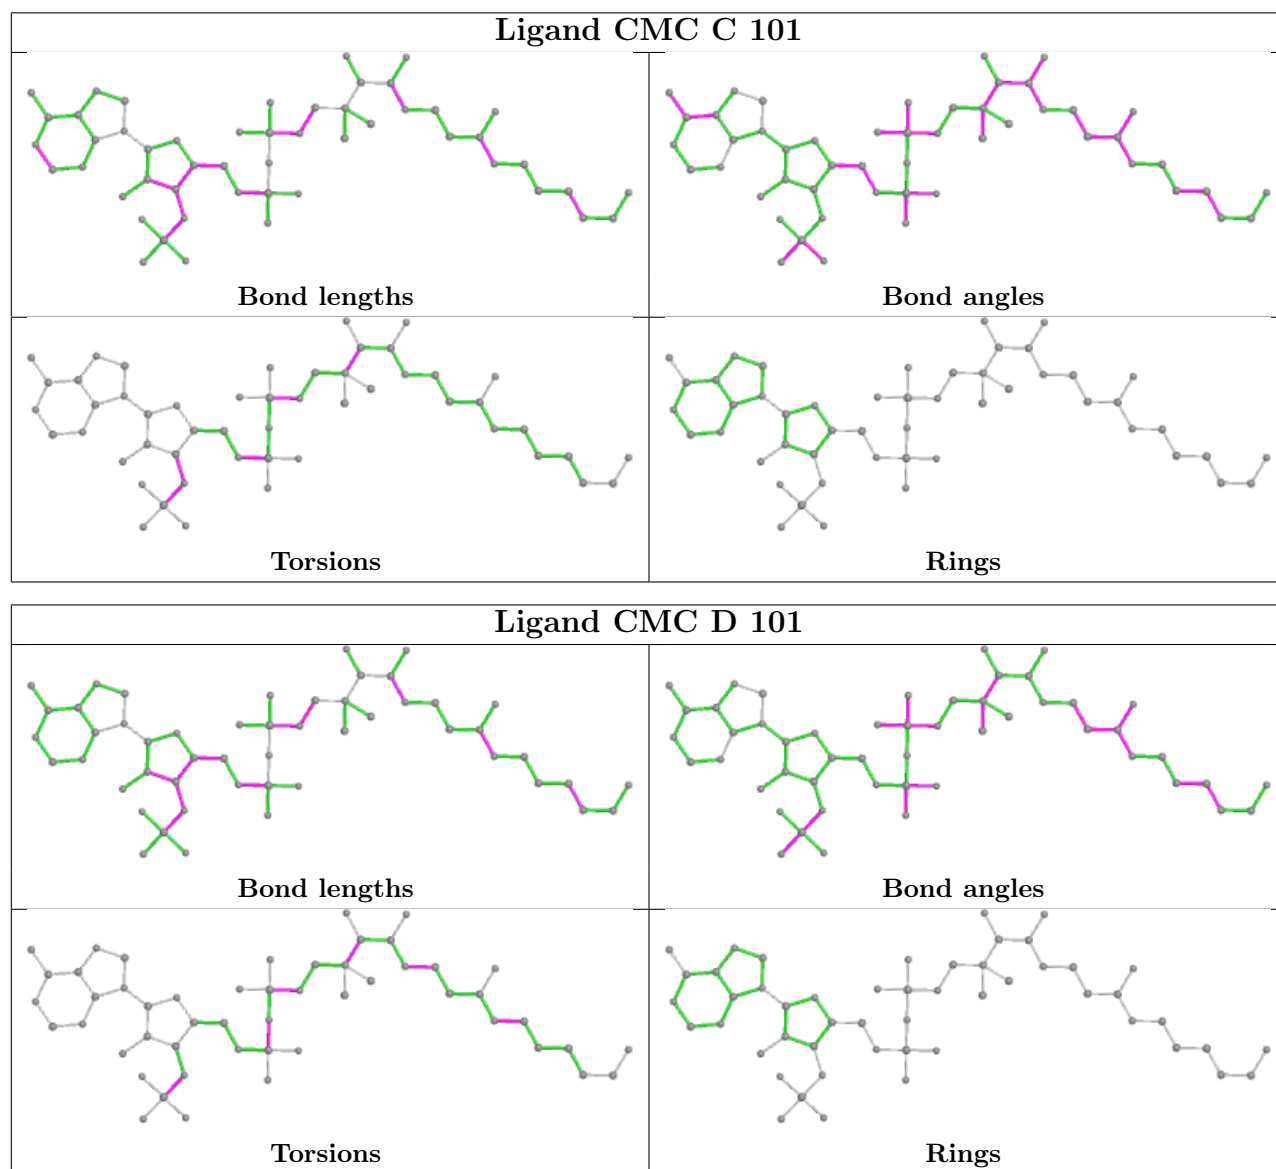 Ligand CMC C 101
Bond lengths
Bond angles
Torsions
Rings
Ligand CMC D 101
Bond lengths
Bond angles
Torsions
Rings